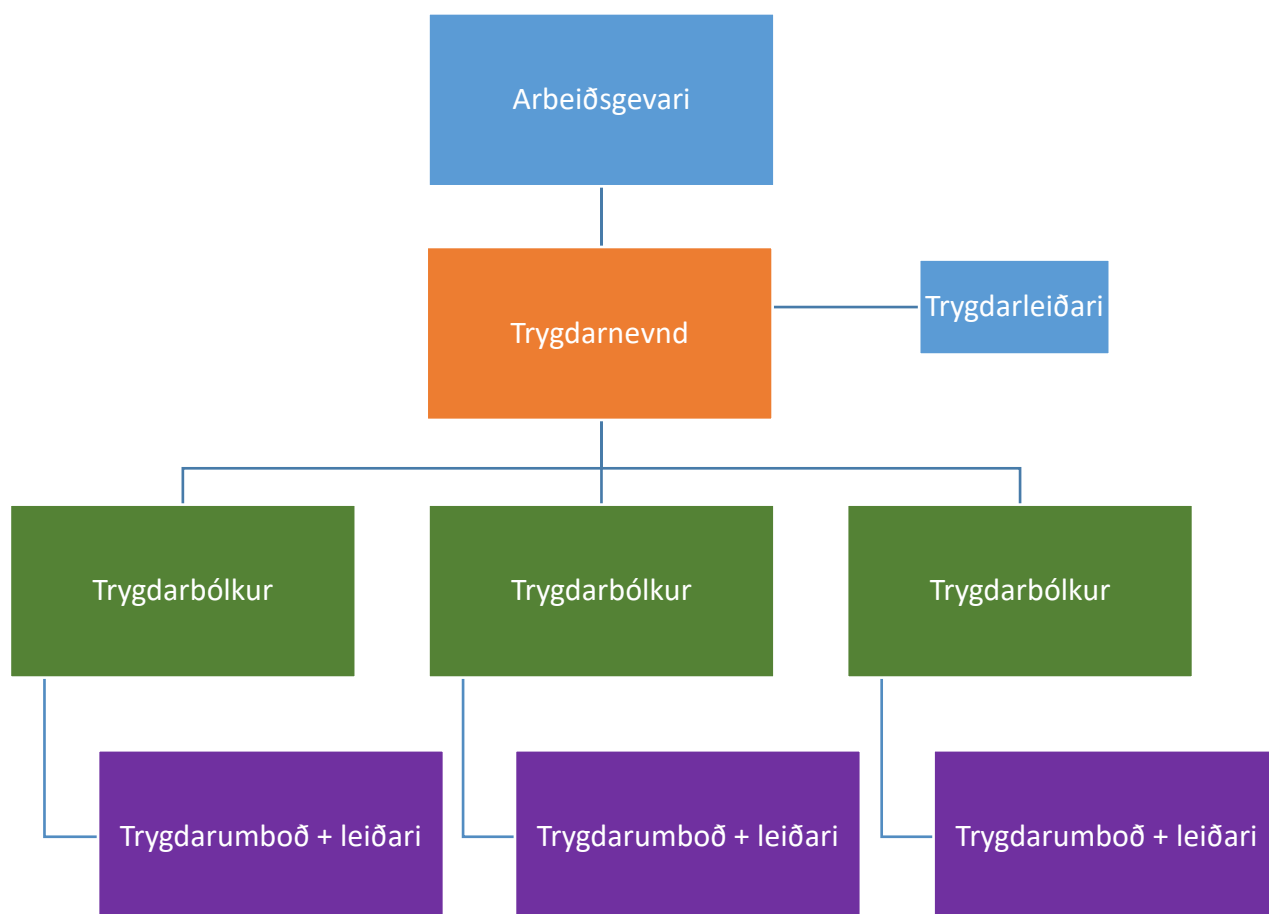 Arbeiðsgevari
Trygdarleiðari
Trygdarnevnd
Trygdarbólkur
Trygdarbólkur
Trygdarbólkur
Trygdarumboð + leiðari
Trygdarumboð + leiðari
Trygdarumboð + leiðari